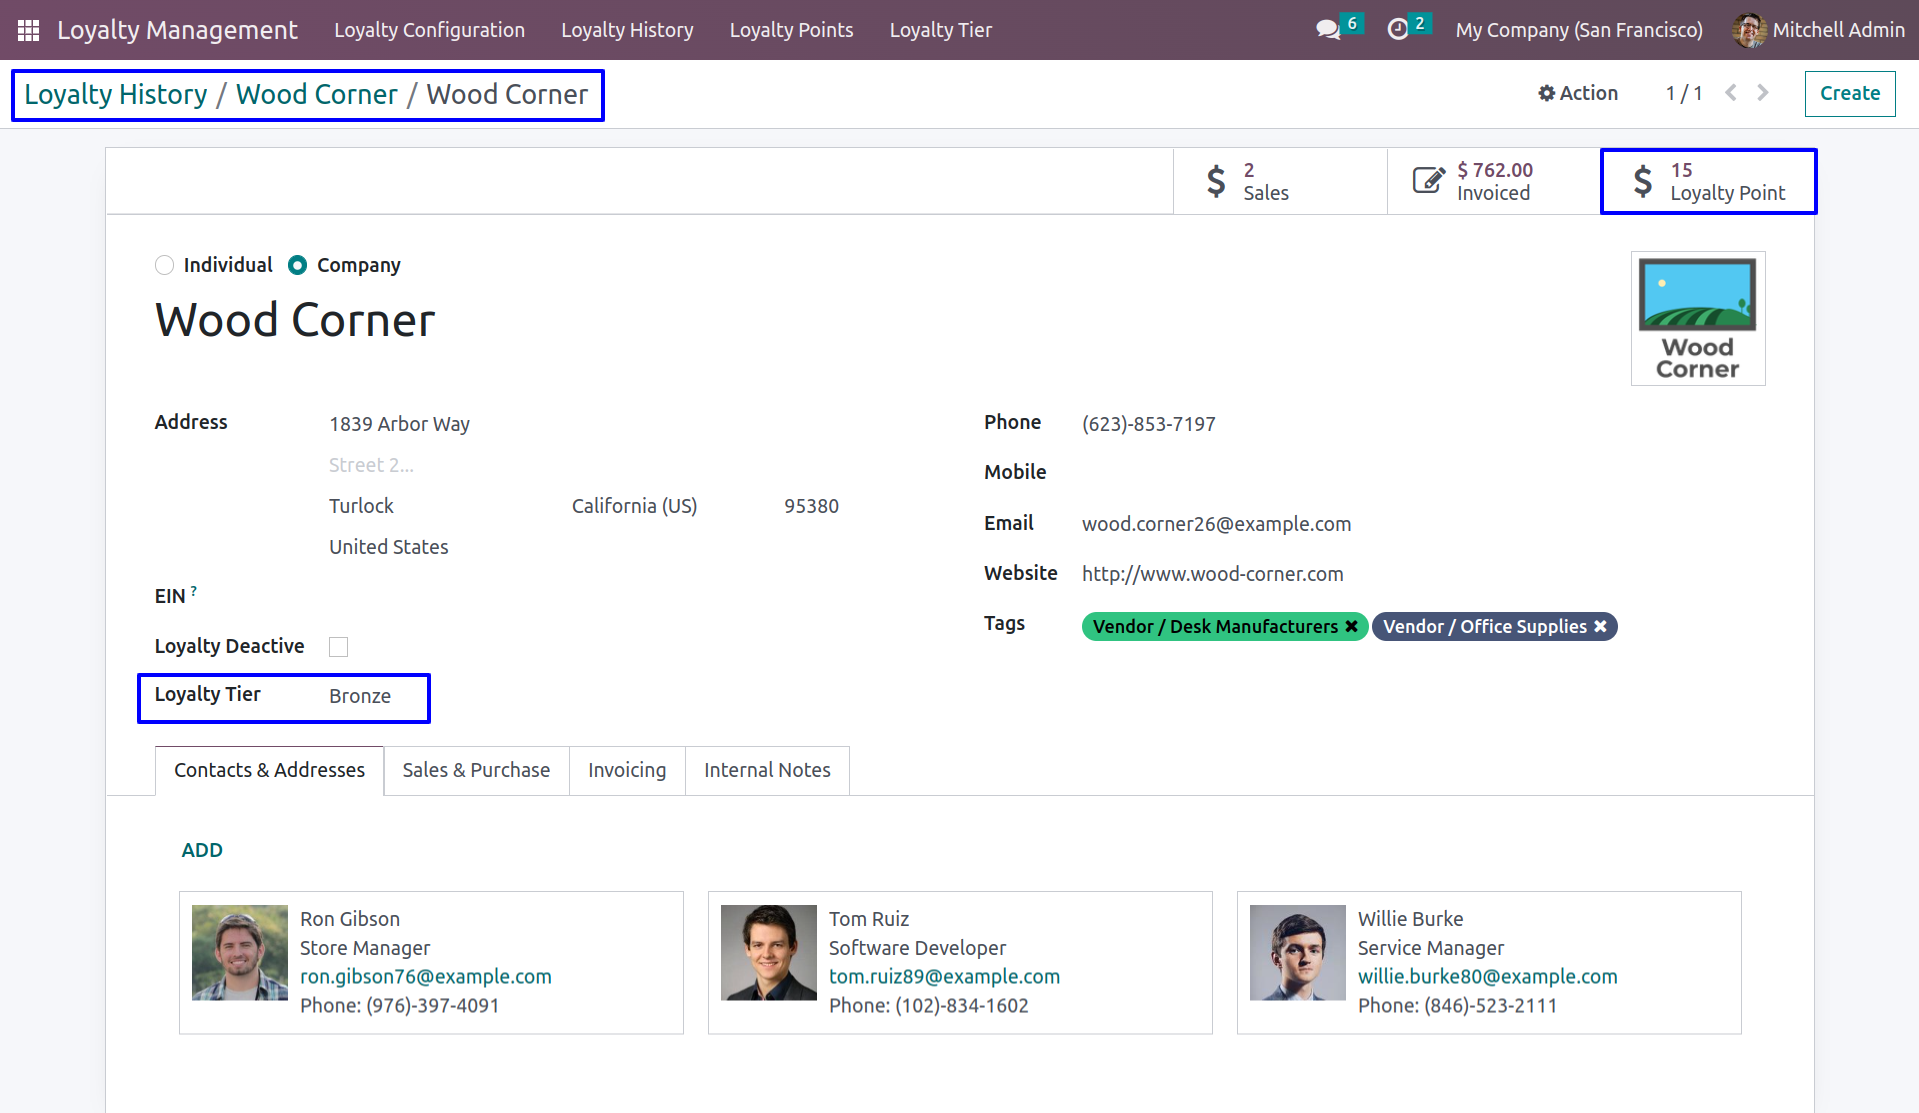 Loyalty Management Loyalty Configuration Loyalty History Loyalty Points Loyalty Tier 6 2 My Company (San Francisco) Mitchell Admin
Loyalty History / Wood Corner / Wood Corner Action 1 / 1 Create
2
Sales
$ 762.00
Invoiced
15
Loyalty Point
Individual Company
Wood Corner
Wood
Corner
Address 1839 Arbor Way
Street 2...
Turlock California (US) 95380
United States
EIN ?
Loyalty Deactive
Loyalty Tier Bronze
Phone (623)-853-7197
Mobile
Email wood.corner26@example.com
Website http://www.wood-corner.com
Tags Vendor / Desk Manufacturers Vendor / Office Supplies
Contacts & Addresses Sales & Purchase Invoicing Internal Notes
ADD
Ron Gibson
Store Manager
ron.gibson76@example.com
Phone: (976)-397-4091
Tom Ruiz
Software Developer
tom.ruiz89@example.com
Phone: (102)-834-1602
Willie Burke
Service Manager
willie.burke80@example.com
Phone: (846)-523-2111